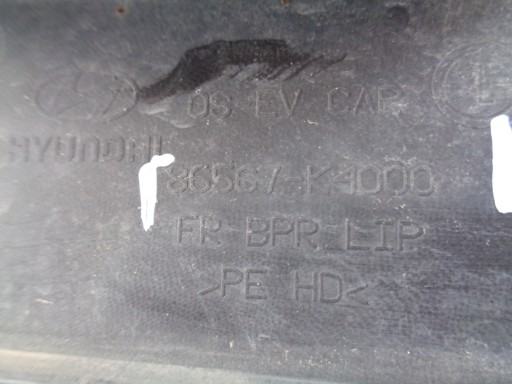 OS EV CAR
HYUNDAI
86567-K4000
FR BPR LIP
>PE HD<